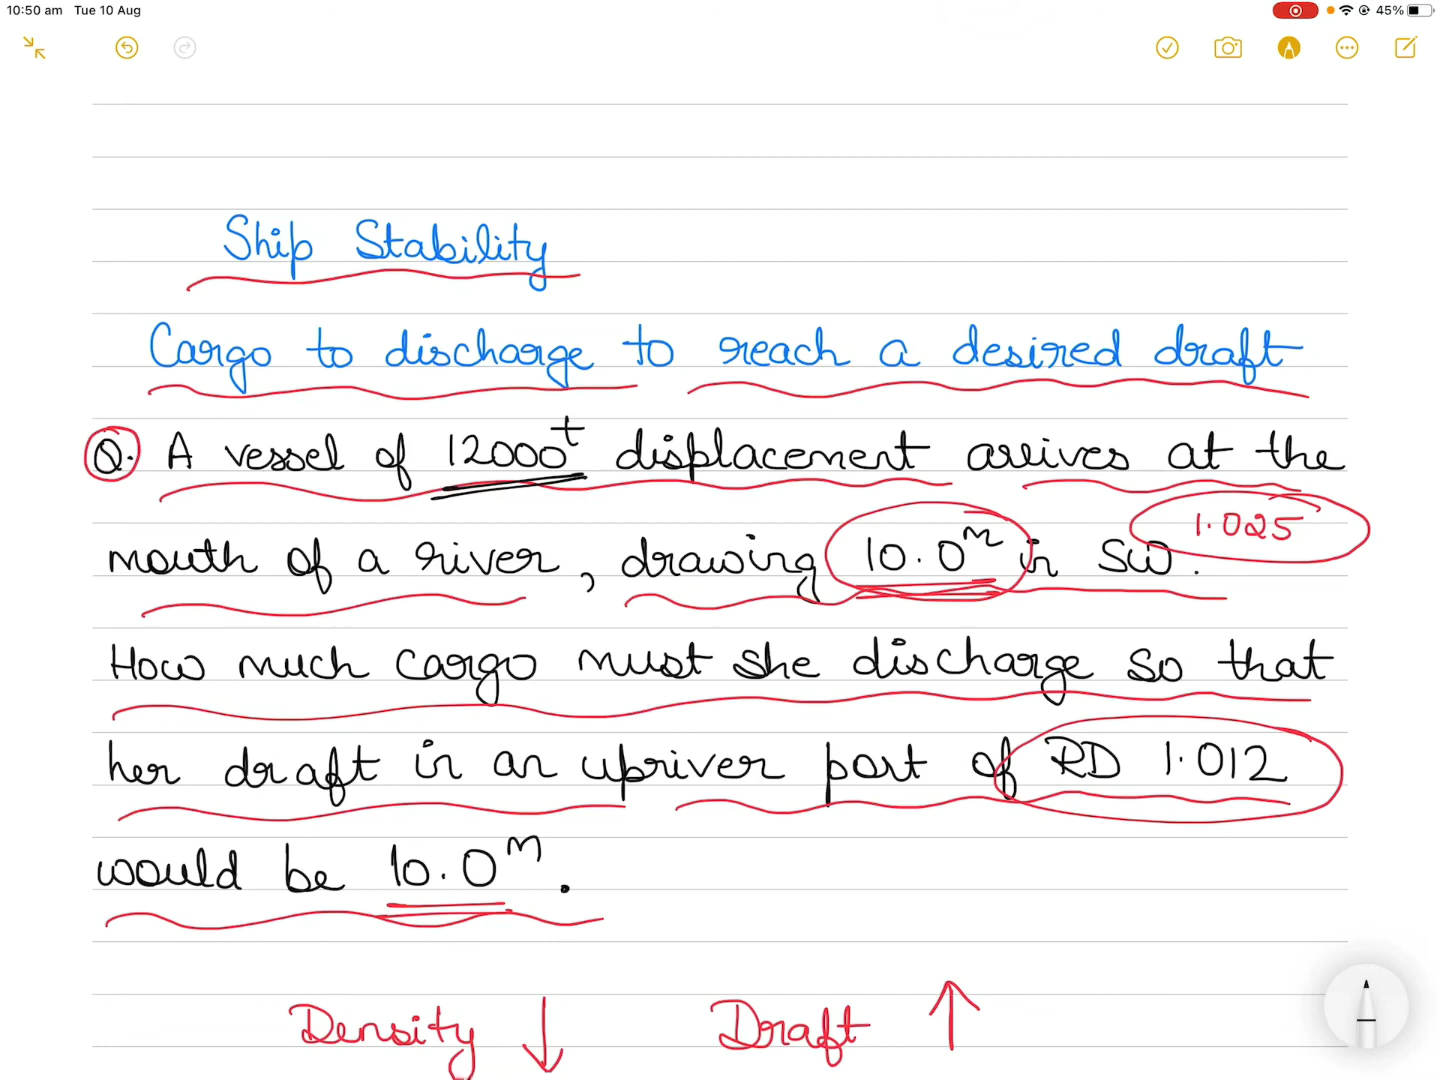 10:50 am Tue 10 Aug
45%
Ship Stability
Cargo to discharge to reach a desired draft
Q. A vessel of 12000t displacement arrives at the
1.025
mouth of a river, drawing 10.0m in SW.
How much cargo must she discharge so that
her draft in an upriver port of RD 1.012
would be 10.0m.
Density ↓ Draft ↑